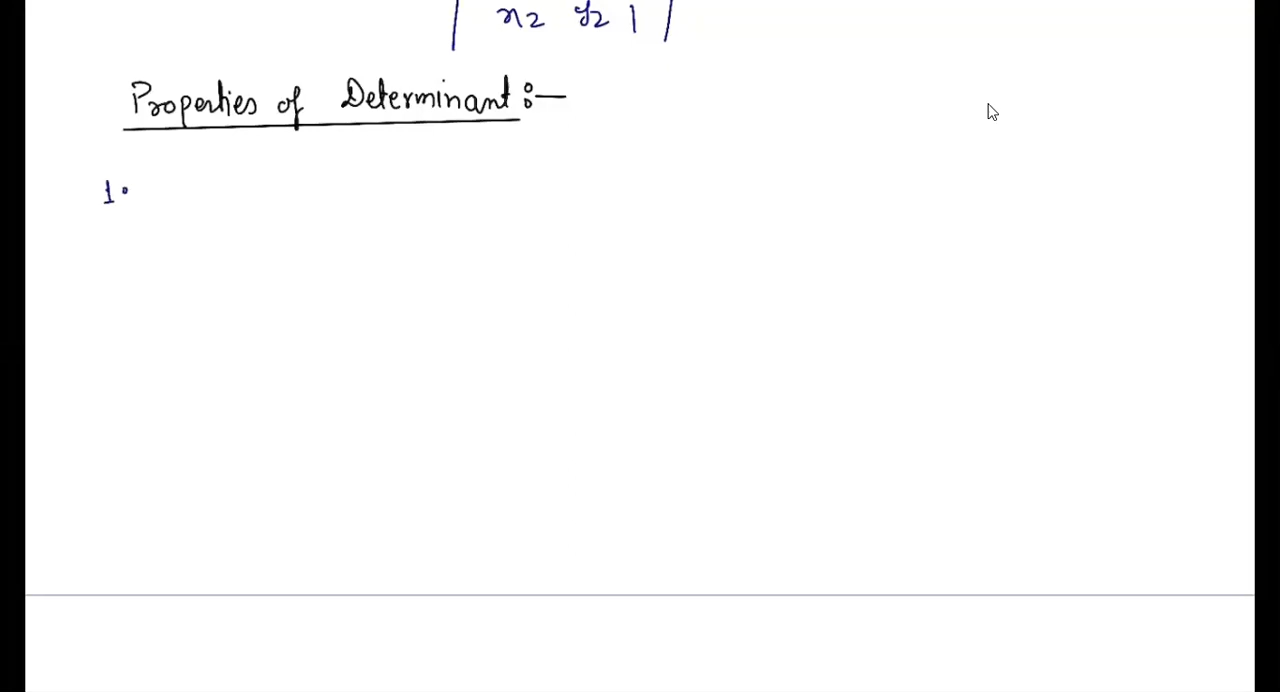 | x2 y2 1 |
Properties of Determinant :-
1.